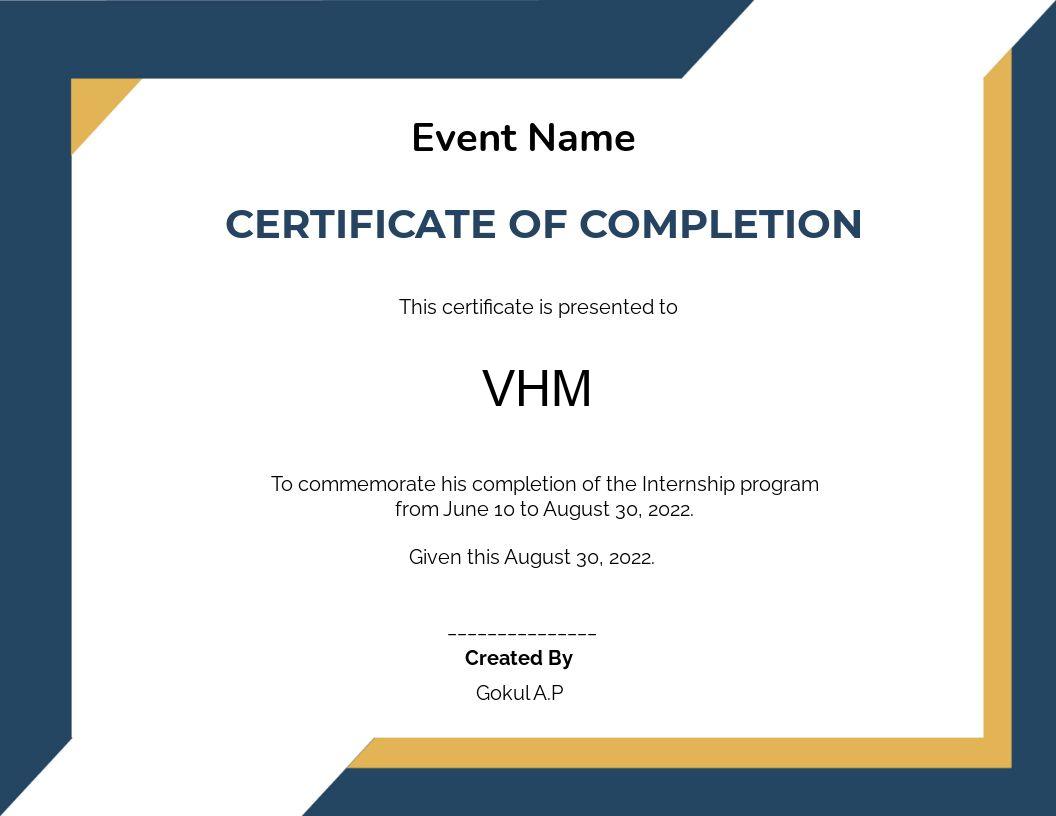 Event Name
CERTIFICATE OF COMPLETION
This certificate is presented to
VHM
To commemorate his completion of the Internship program
from June 10 to August 30, 2022.
Given this August 30, 2022.
_______________
Created By
Gokul A.P